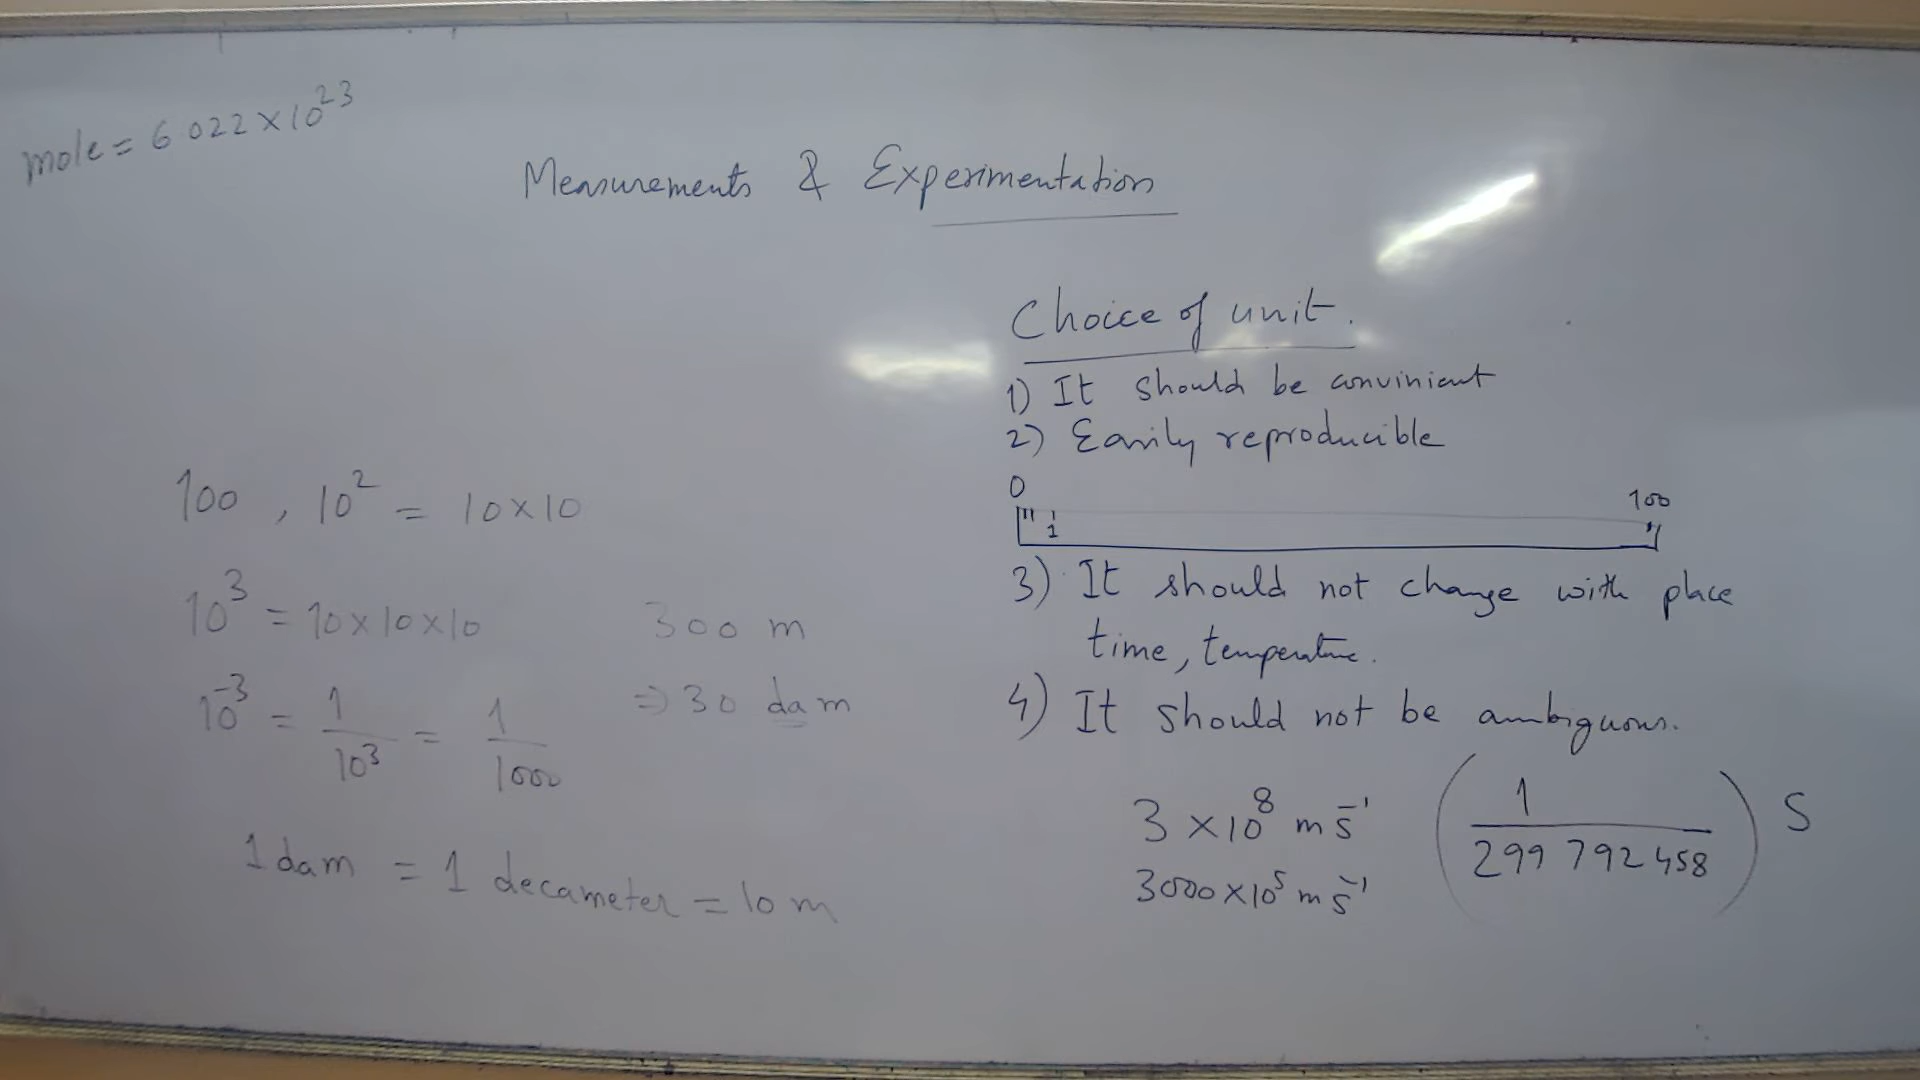 mole = 6 022 × 10²³
Measurements & Experimentation
100 , 10² = 10×10
10³ = 10×10×10
10⁻³ = 1/10³ = 1/1000
300 m
⇒ 30 dam
1 dam = 1 decameter = 10 m
Choice of unit.
1) It should be convinient
2) Easily reproducible
0 1 100
3) It should not change with place
time, temperature.
4) It should not be ambiguous.
3 × 10⁸ m s⁻¹ (1/299 792 458) S
3000 × 10⁵ m s⁻¹